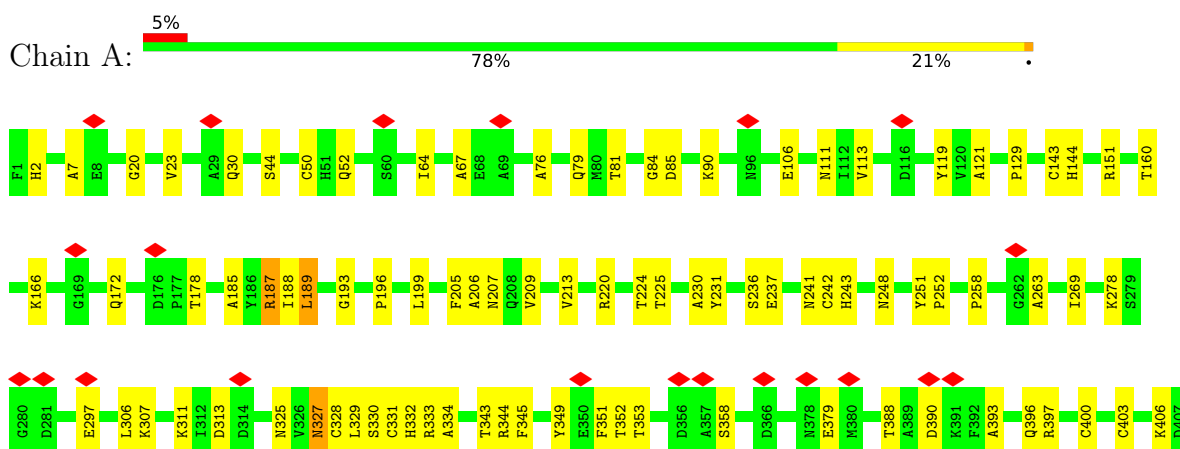 5%
Chain A:
78% 21% •
F1 H2 A7 E8 G20 V23 A29 Q30 S44 C50 H51 Q52 S60 I64 A67 E68 A69 A76 Q79 M80 T81 G84 D85 K90 N96 E106 N111 I112 V113 D116 Y119 V120 A121 P129 C143 H144 R151 T160
K166 G169 Q172 D176 P177 T178 A185 Y186 R187 I188 L189 G193 P196 L199 F205 A206 N207 Q208 V209 V213 R220 T224 T225 A230 Y231 S236 E237 N241 C242 H243 N248 Y251 P252 P258 G262 A263 I269 K278 S279
G280 D281 E297 L306 K307 K311 I312 D313 D314 N325 V326 N327 C328 L329 S330 C331 H332 R333 A334 T343 R344 F345 Y349 E350 F351 T352 T353 D356 A357 S358 D366 N378 E379 M380 T388 A389 D390 K391 F392 A393 Q396 R397 C400 C403 K406 D407